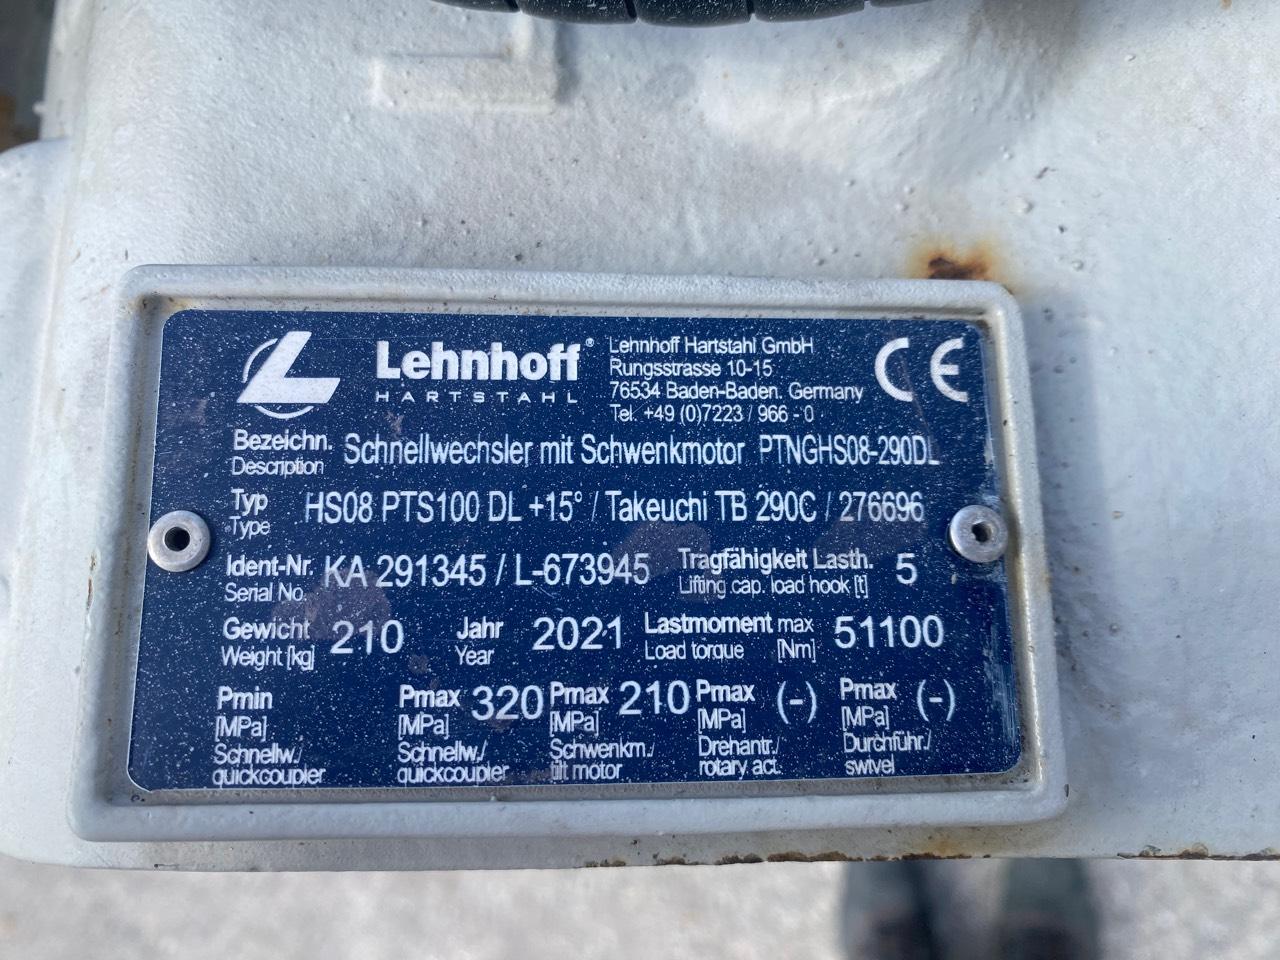 Lehnhoff®
HARTSTAHL
Lehnhoff Hartstahl GmbH
Rungsstrasse 10-15
76534 Baden-Baden. Germany
Tel. +49 (0)7223 / 966 - 0
CE
Bezeichn. Schnellwechsler mit Schwenkmotor PTNGHS08-290DL
Description
Typ HS08 PTS100 DL +15° / Takeuchi TB 290C / 276696
Type
Ident-Nr. KA 291345 / L-673945 Tragfähigkeit Lasth. 5
Serial No. Lifting cap. load hook [t]
Gewicht 210 Jahr 2021 Lastmoment max 51100
Weight [kg] Year Load torque [Nm]
Pmin Pmax 320 Pmax 210 Pmax (-) Pmax (-)
[MPa] [MPa] [MPa] [MPa] [MPa]
Schnellw./ Schnellw./ Schwenkm./ Drehantr./ Durchführ./
quickcoupler quickcoupler tilt motor rotary act. swivel